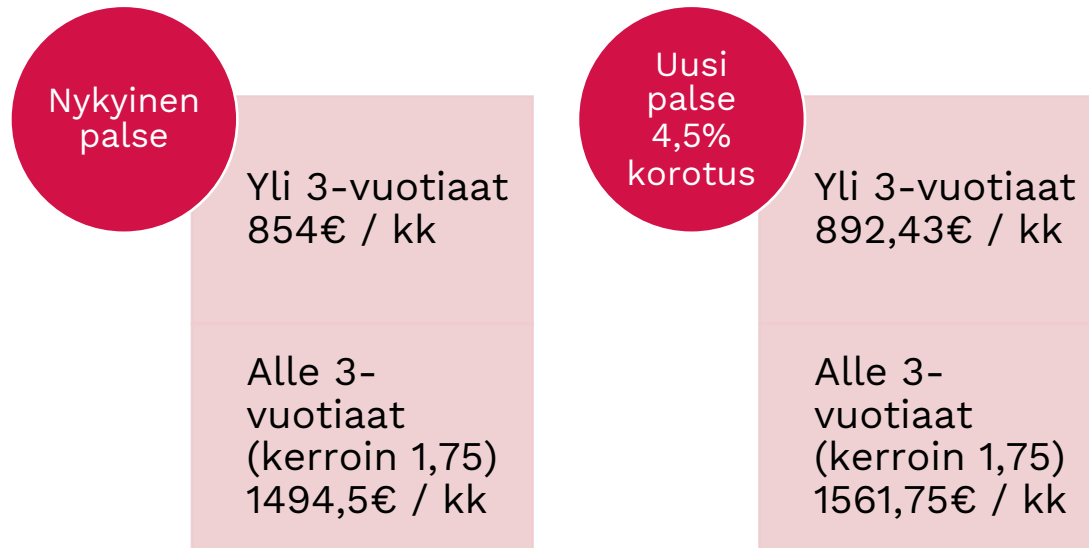 Nykyinen
palse
Yli 3-vuotiaat
854€ / kk
Alle 3-
vuotiaat
(kerroin 1,75)
1494,5€ / kk
Uusi
palse
4,5%
korotus
Yli 3-vuotiaat
892,43€ / kk
Alle 3-
vuotiaat
(kerroin 1,75)
1561,75€ / kk